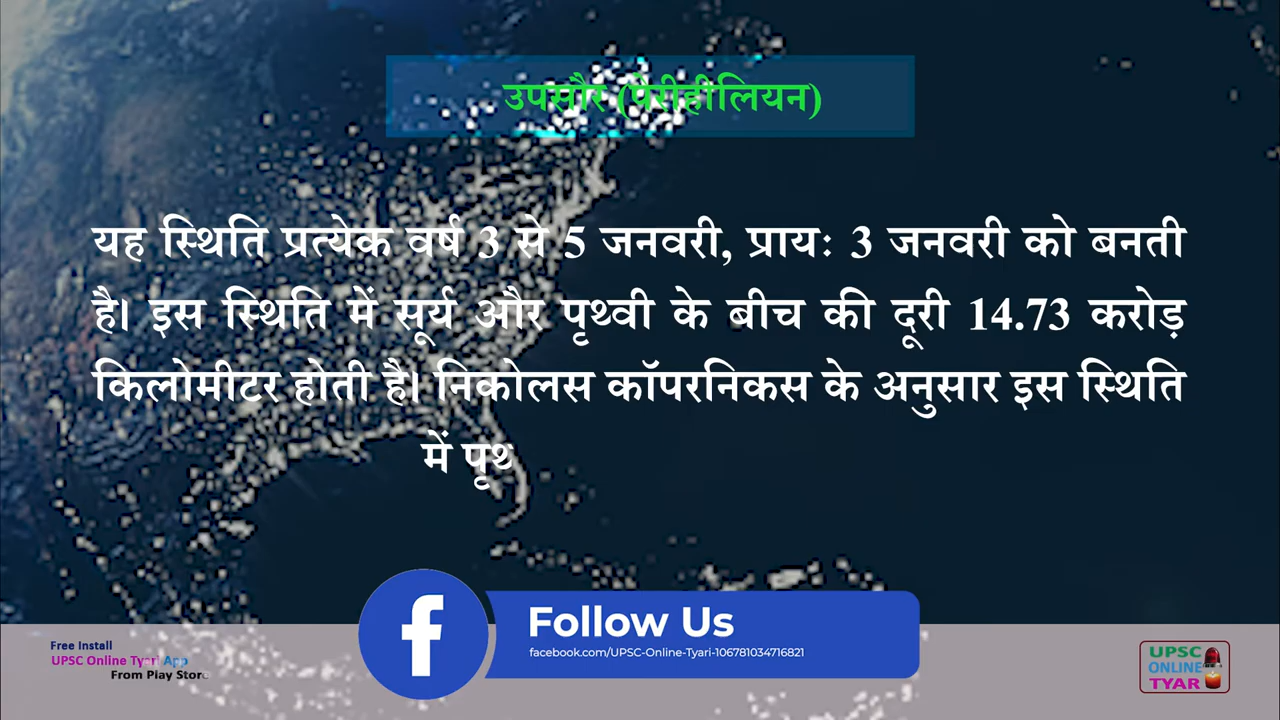 उपसौर (पेरीहीलियन)
यह स्थिति प्रत्येक वर्ष 3 से 5 जनवरी, प्रायः 3 जनवरी को बनती
है। इस स्थिति में सूर्य और पृथ्वी के बीच की दूरी 14.73 करोड़
किलोमीटर होती है। निकोलस कॉपरनिकस के अनुसार इस स्थिति
में
Follow Us
facebook.com/UPSC-Online-Tyari-106781034716821
Free Install
UPSC Online Tyari App
From Play Store
UPSC
ONLINE
TYAR